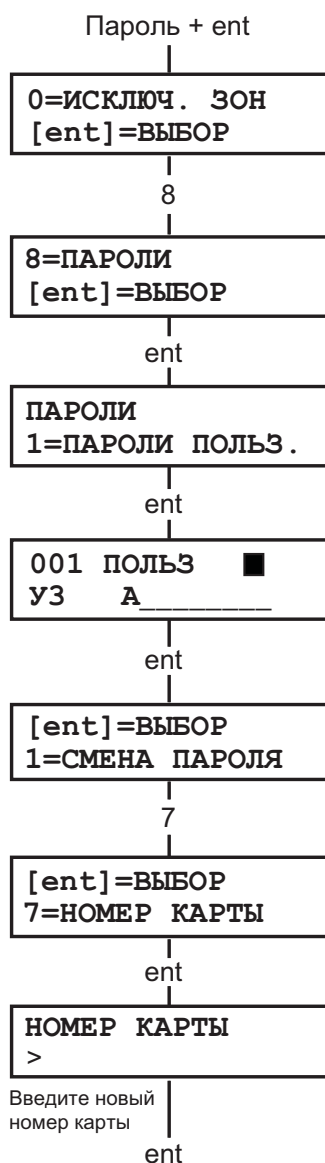 Пароль + ent
0=ИСКЛЮЧ. ЗОН
[ent]=ВЫБОР
8
8=ПАРОЛИ
[ent]=ВЫБОР
ent
ПАРОЛИ
1=ПАРОЛИ ПОЛЬЗ.
ent
001 ПОЛЬЗ ■
УЗ А________
ent
[ent]=ВЫБОР
1=СМЕНА ПАРОЛЯ
7
[ent]=ВЫБОР
7=НОМЕР КАРТЫ
ent
НОМЕР КАРТЫ
>
Введите новый
номер карты
ent